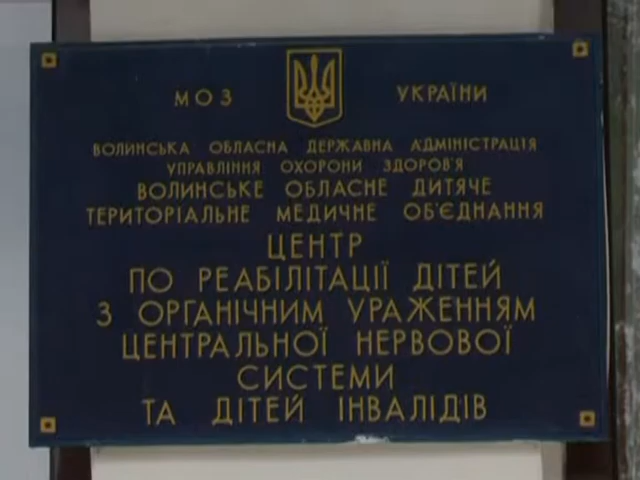 МОЗ УКРАЇНИ
ВОЛИНСЬКА ОБЛАСНА ДЕРЖАВНА АДМІНІСТРАЦІЯ
УПРАВЛІННЯ ОХОРОНИ ЗДОРОВ'Я
ВОЛИНСЬКЕ ОБЛАСНЕ ДИТЯЧЕ
ТЕРИТОРІАЛЬНЕ МЕДИЧНЕ ОБ'ЄДНАННЯ
ЦЕНТР
ПО РЕАБІЛІТАЦІЇ ДІТЕЙ
З ОРГАНІЧНИМ УРАЖЕННЯМ
ЦЕНТРАЛЬНОЇ НЕРВОВОЇ
СИСТЕМИ
ТА ДІТЕЙ ІНВАЛІДІВ